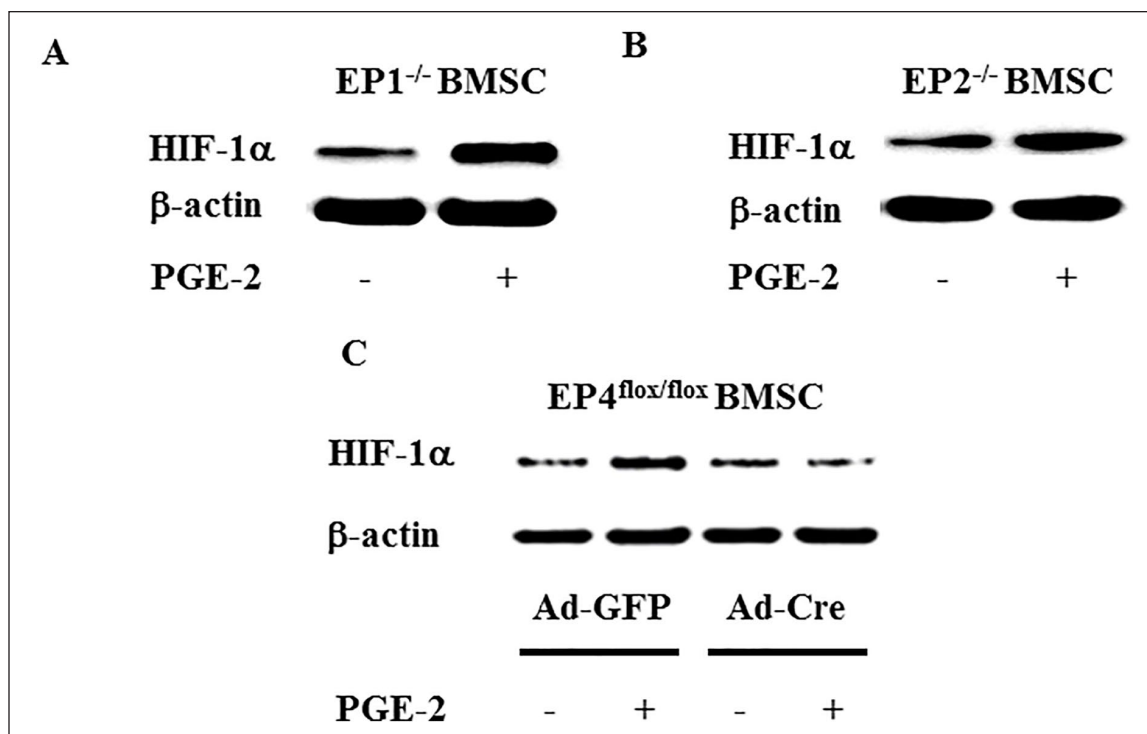 A
EP1-/- BMSC
HIF-1α
β-actin
PGE-2 - +
B
EP2-/- BMSC
HIF-1α
β-actin
PGE-2 - +
C
EP4flox/flox BMSC
HIF-1α
β-actin
Ad-GFP Ad-Cre
PGE-2 - + - +